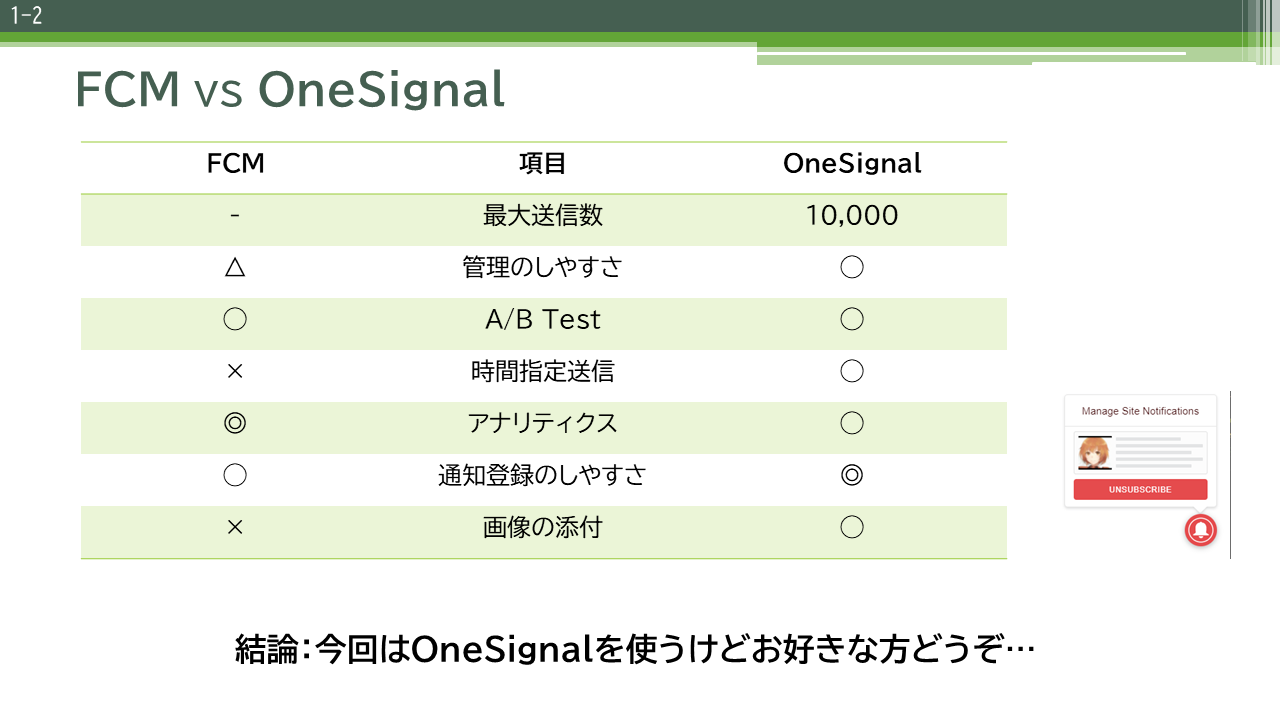 1-2
FCM vs OneSignal
FCM 項目 OneSignal
- 最大送信数 10,000
△ 管理のしやすさ ○
○ A/B Test ○
× 時間指定送信 ○
◎ アナリティクス ○
○ 通知登録のしやすさ ◎
× 画像の添付 ○
Manage Site Notifications
UNSUBSCRIBE
結論：今回はOneSignalを使うけどお好きな方どうぞ…